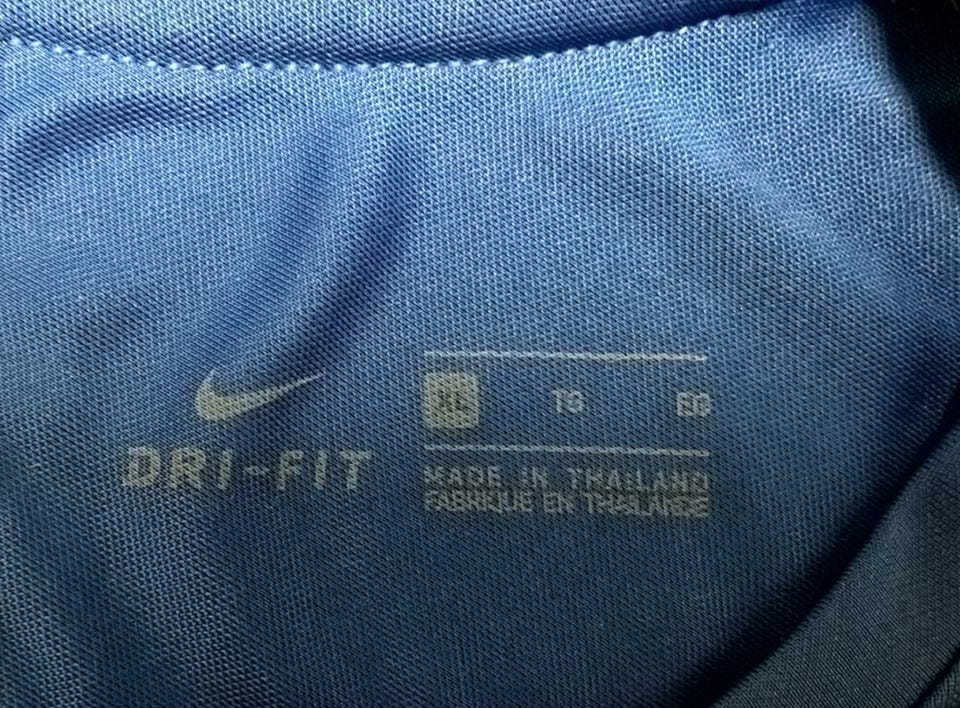 XL TG EG
DRI-FIT
MADE IN THAILAND
FABRIQUE EN THAILANDE